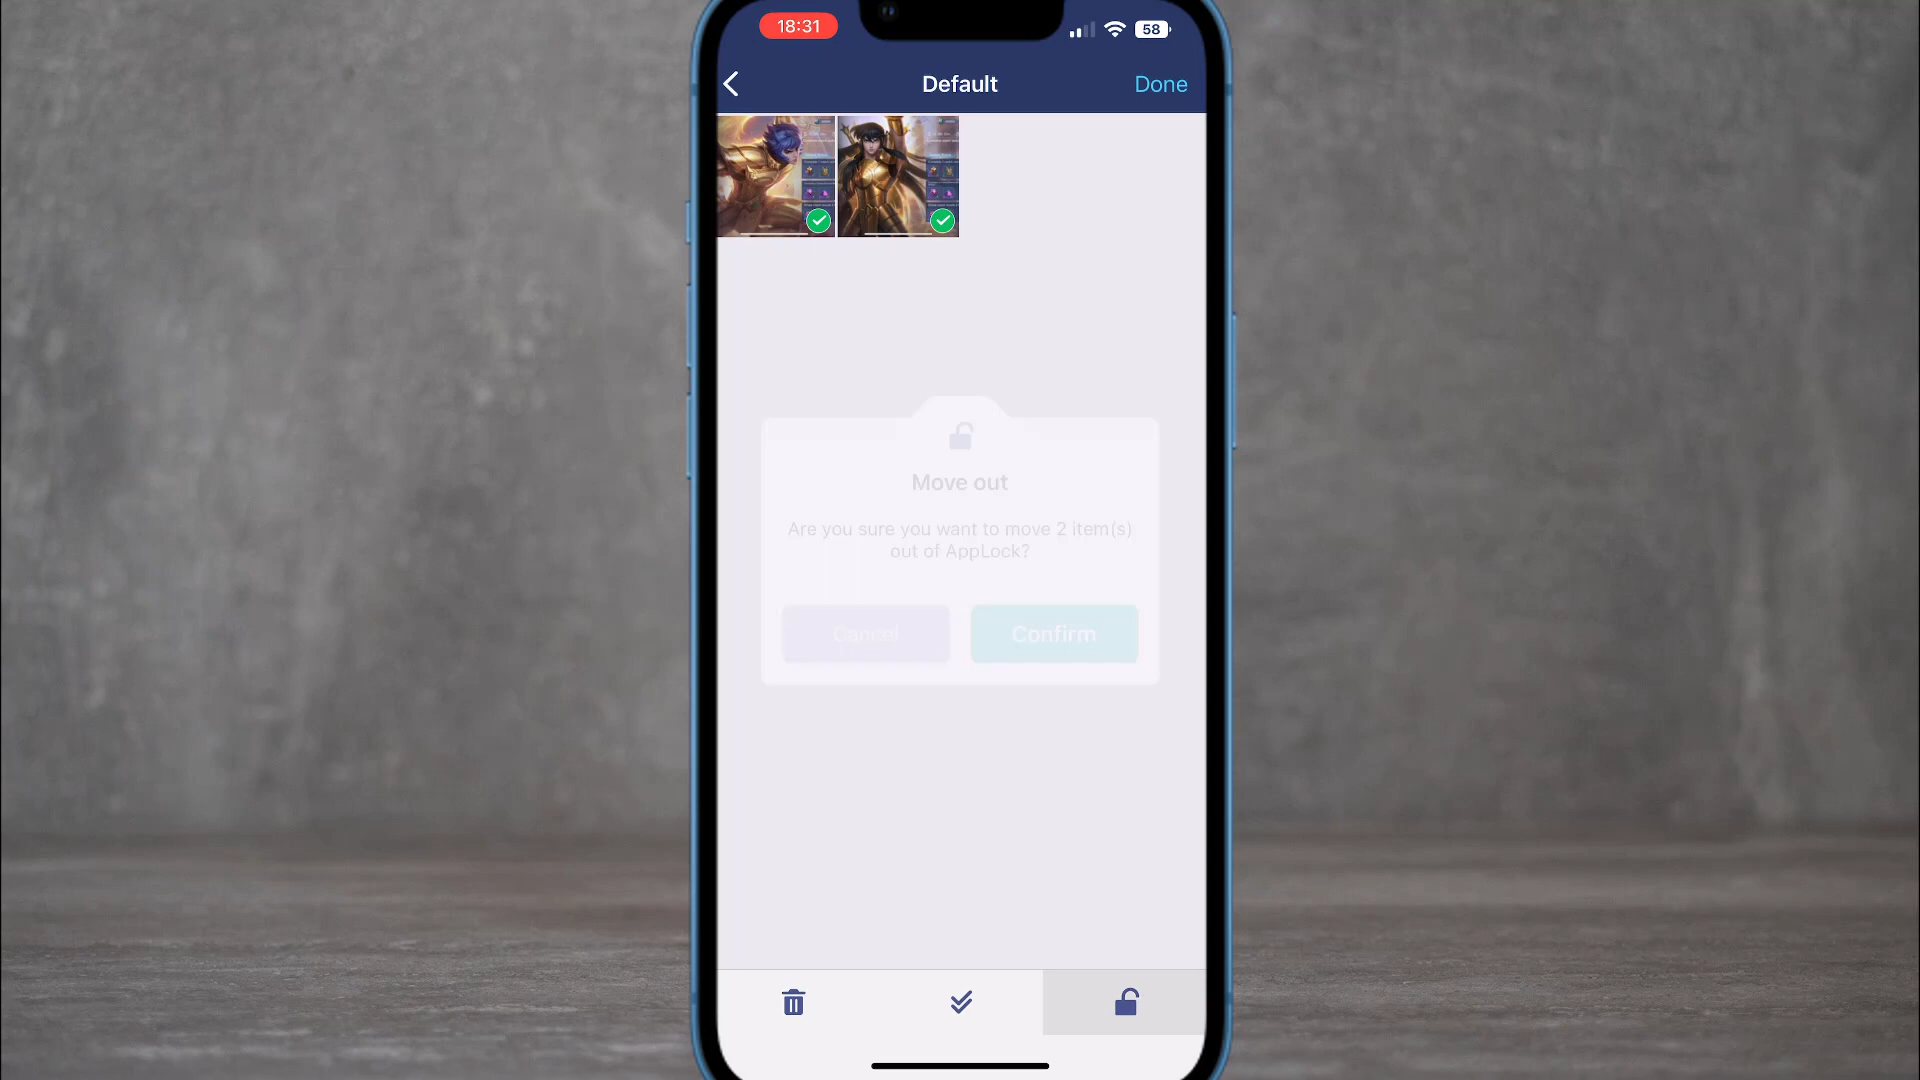 18:31
58
Default
Done
Move out
Are you sure you want to move 2 item(s)
out of AppLock?
Cancel
Confirm